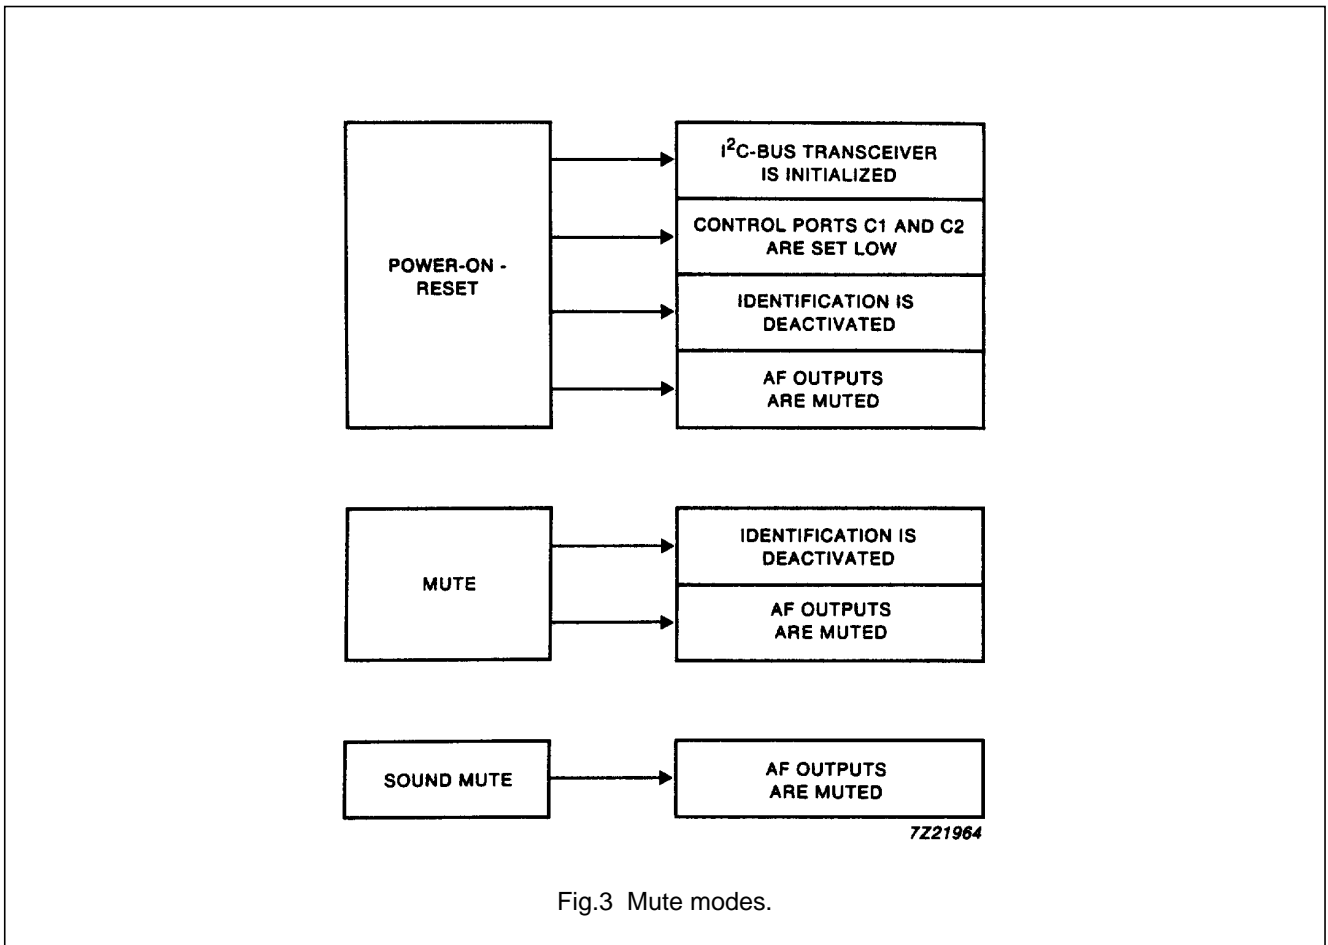 POWER-ON -
RESET
I²C-BUS TRANSCEIVER
IS INITIALIZED
CONTROL PORTS C1 AND C2
ARE SET LOW
IDENTIFICATION IS
DEACTIVATED
AF OUTPUTS
ARE MUTED
MUTE
IDENTIFICATION IS
DEACTIVATED
AF OUTPUTS
ARE MUTED
SOUND MUTE
AF OUTPUTS
ARE MUTED
7Z21964
Fig.3 Mute modes.